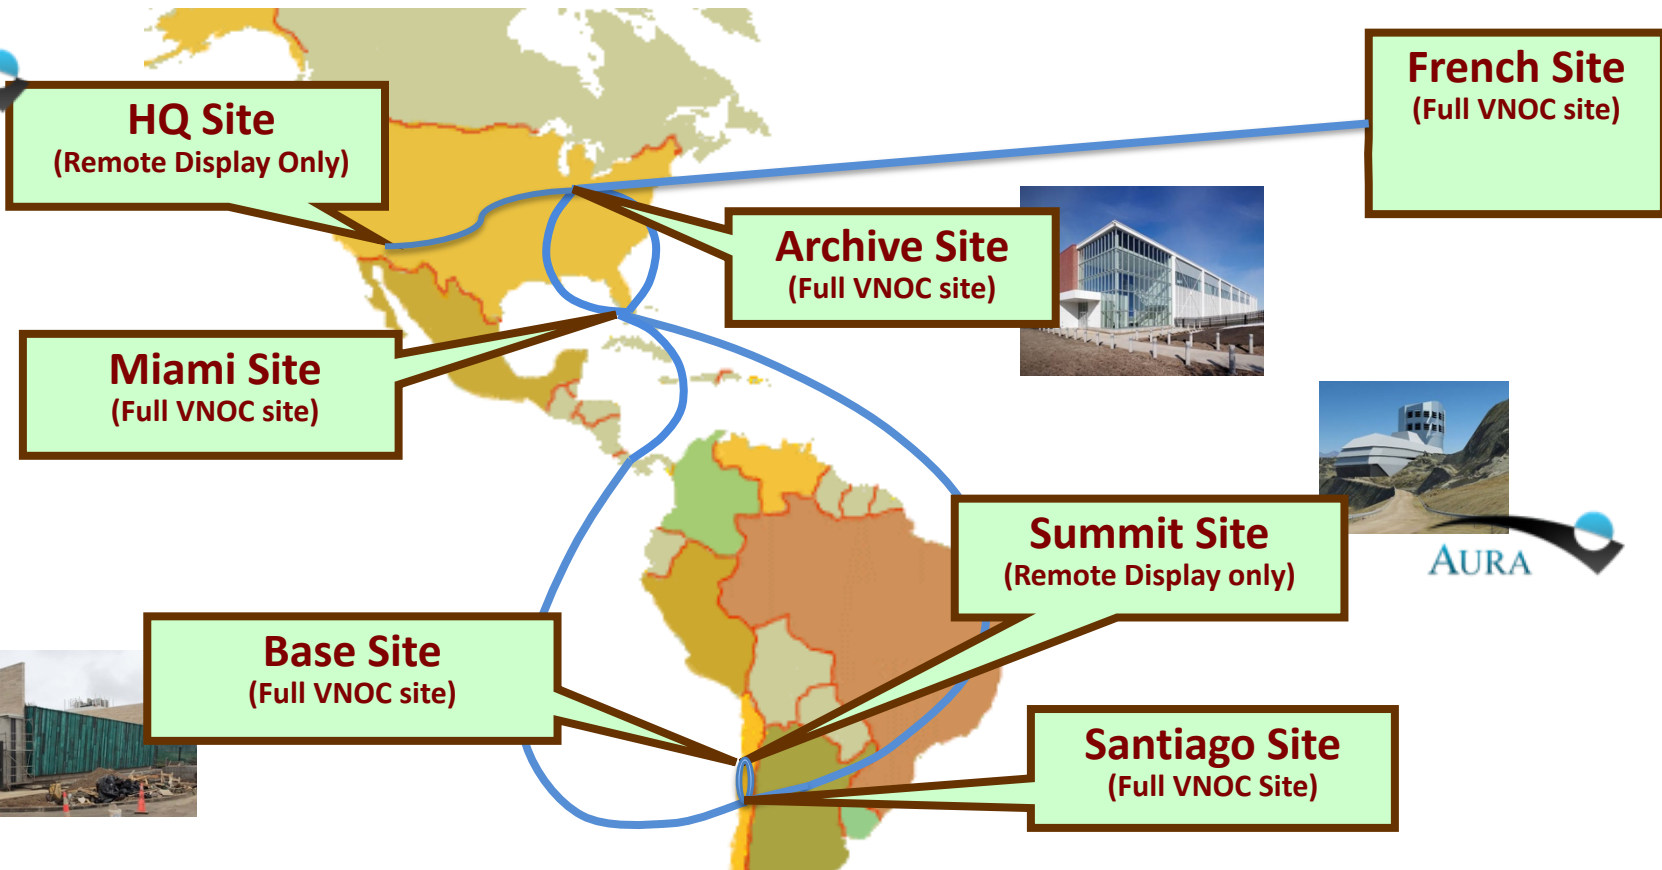 French Site
(Full VNOC site)
HQ Site
(Remote Display Only)
Archive Site
(Full VNOC site)
Miami Site
(Full VNOC site)
Summit Site
(Remote Display only)
AURA
Base Site
(Full VNOC site)
Santiago Site
(Full VNOC Site)